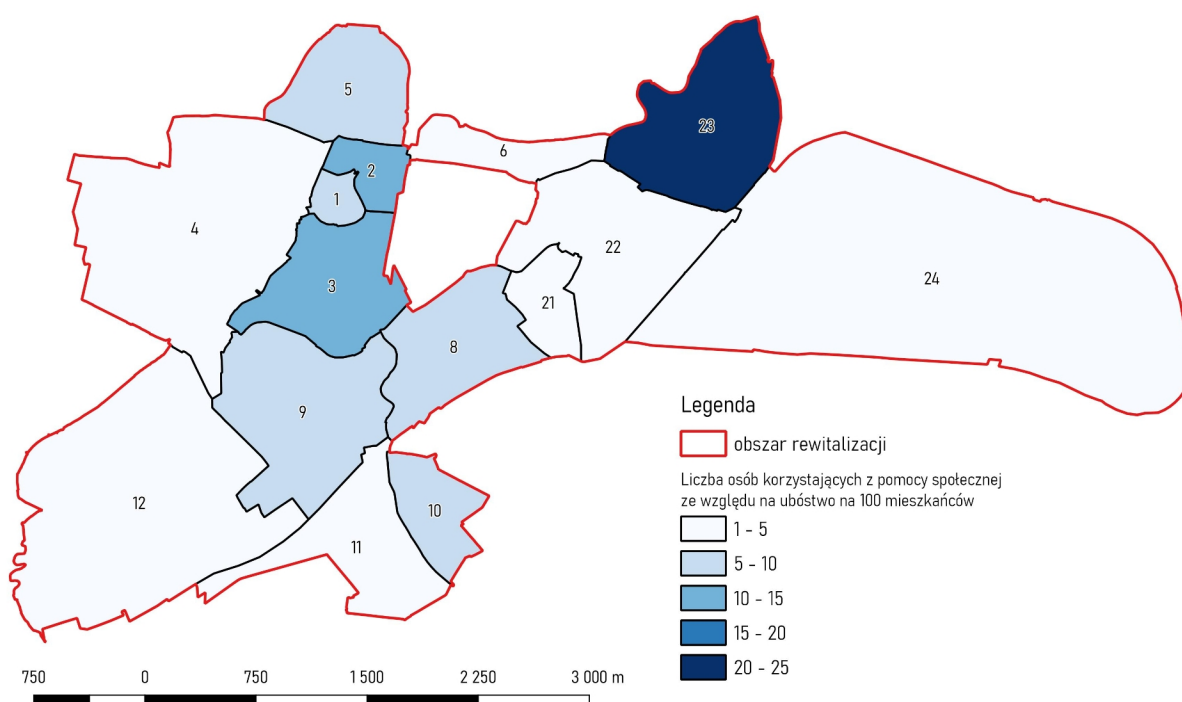 5
23
6
2
1
4
22
24
3
21
8
9
12
10
11
Legenda
obszar rewitalizacji
Liczba osób korzystających z pomocy społecznej
ze względu na ubóstwo na 100 mieszkańców
1 - 5
5 - 10
10 - 15
15 - 20
20 - 25
750 0 750 1 500 2 250 3 000 m